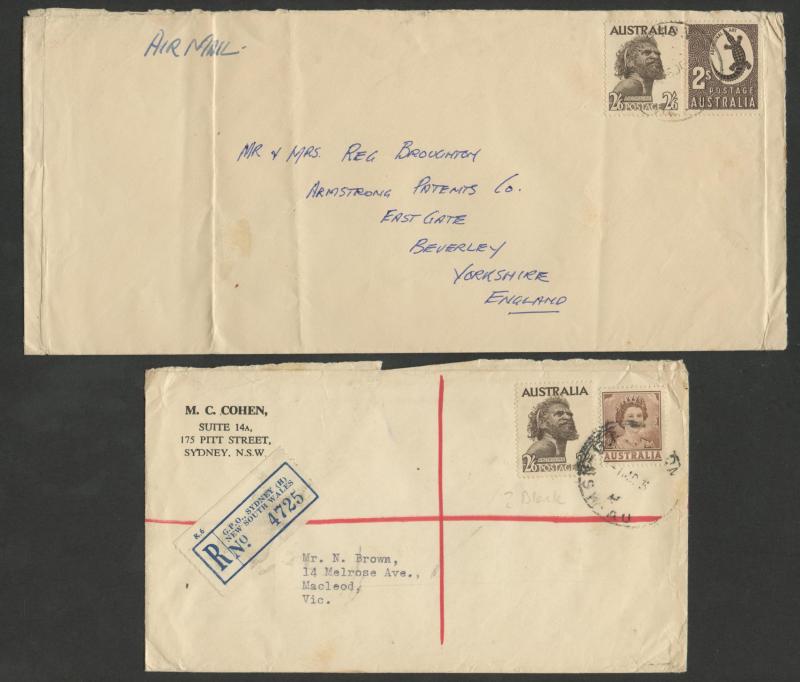 AIR MAIL
AUSTRALIA
2/6 POSTAGE 2/6
2s
POSTAGE
AUSTRALIA
MR & MRS. REG BROUGHTON
ARMSTRONG PATENTS CO.
EAST GATE
BEVERLEY
YORKSHIRE
ENGLAND
M. C. COHEN,
SUITE 14A,
175 PITT STREET,
SYDNEY, N.S.W.
R.6
R
G.P.O., SYDNEY (H)
NEW SOUTH WALES
No 4725
AUSTRALIA
2/6 POSTAGE
AUSTRALIA
? Black
Mr. N. Brown,
14 Melrose Ave.,
Macleod,
Vic.